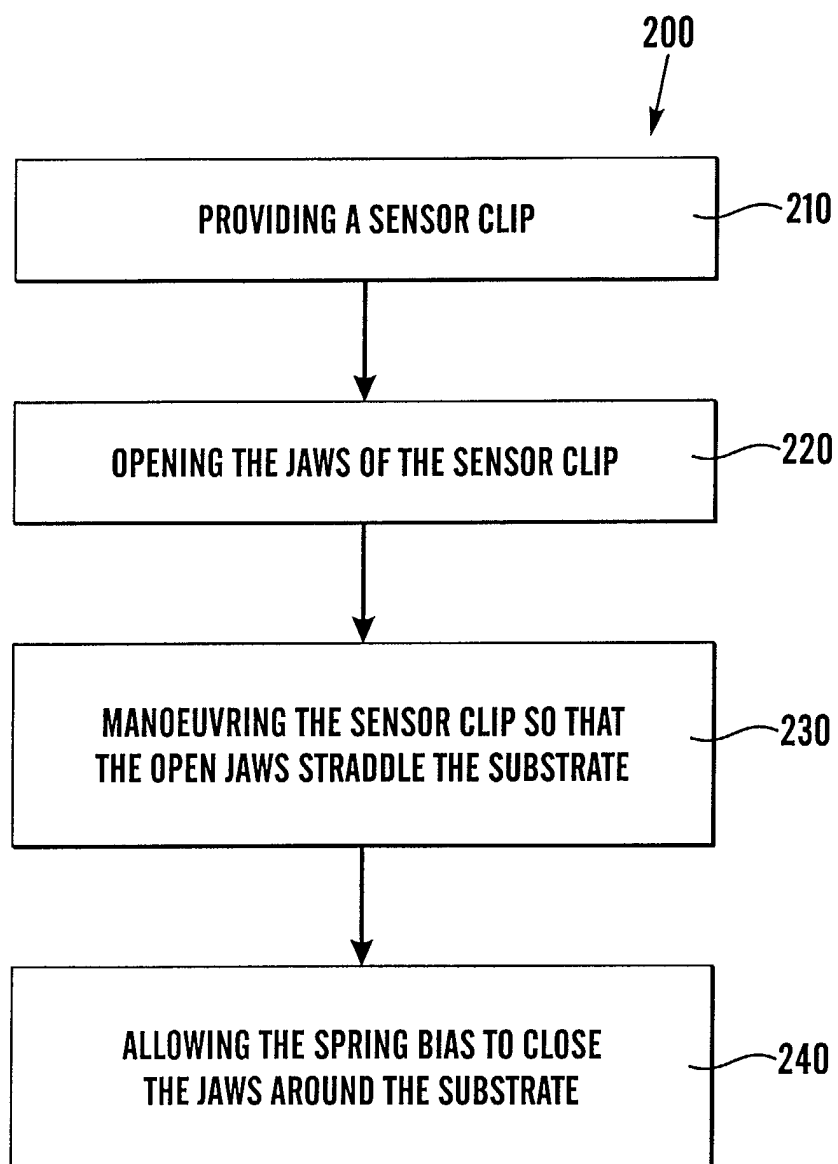 200
PROVIDING A SENSOR CLIP
210
OPENING THE JAWS OF THE SENSOR CLIP
220
MANOEUVRING THE SENSOR CLIP SO THAT
THE OPEN JAWS STRADDLE THE SUBSTRATE
230
ALLOWING THE SPRING BIAS TO CLOSE
THE JAWS AROUND THE SUBSTRATE
240